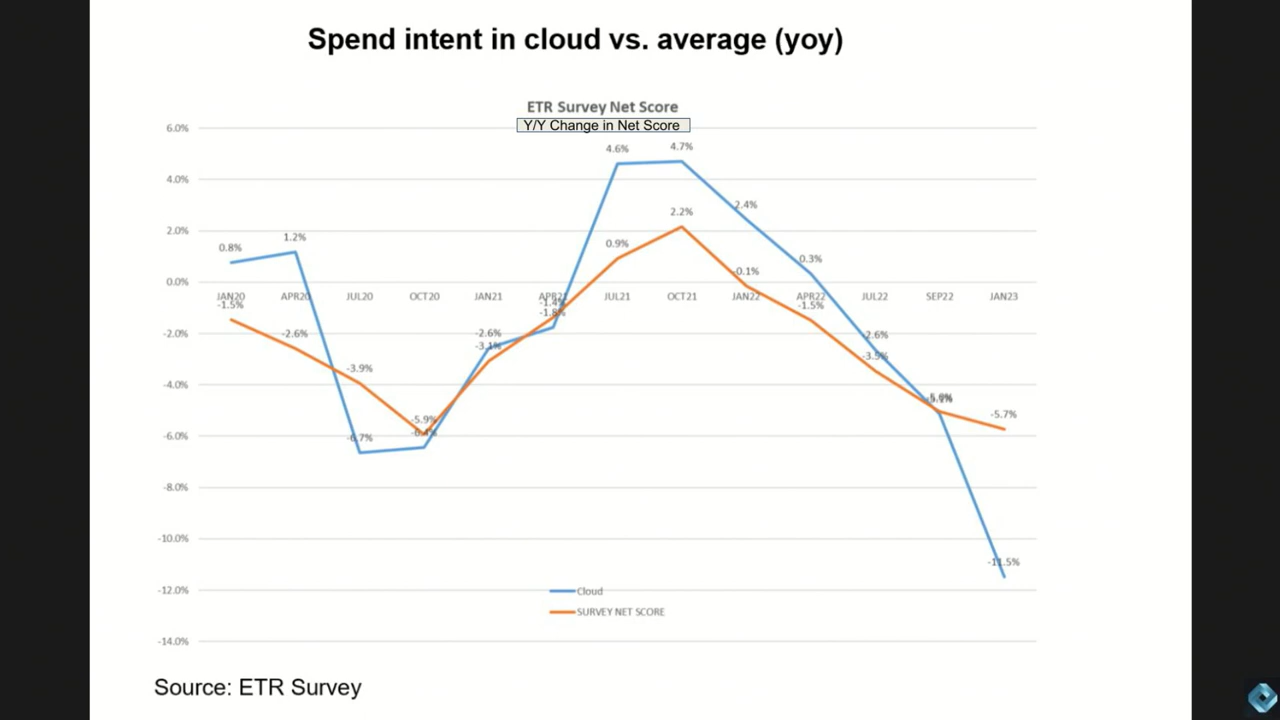 Spend intent in cloud vs. average (yoy)
ETR Survey Net Score
Y/Y Change in Net Score
6.0%
4.0%
2.0%
0.0%
-2.0%
-4.0%
-6.0%
-8.0%
-10.0%
-12.0%
-14.0%
4.6%
4.7%
2.4%
2.2%
1.2%
0.8%
0.9%
0.3%
-0.1%
JAN20
APR20
JUL20
OCT20
JAN21
APR21
JUL21
OCT21
JAN22
APR22
JUL22
SEP22
JAN23
-1.5%
-1.4%
-1.5%
-1.8%
-2.6%
-2.6%
-2.6%
-3.1%
-3.5%
-3.9%
-5.7%
-5.9%
-6.4%
-6.7%
-11.5%
Cloud
SURVEY NET SCORE
Source: ETR Survey